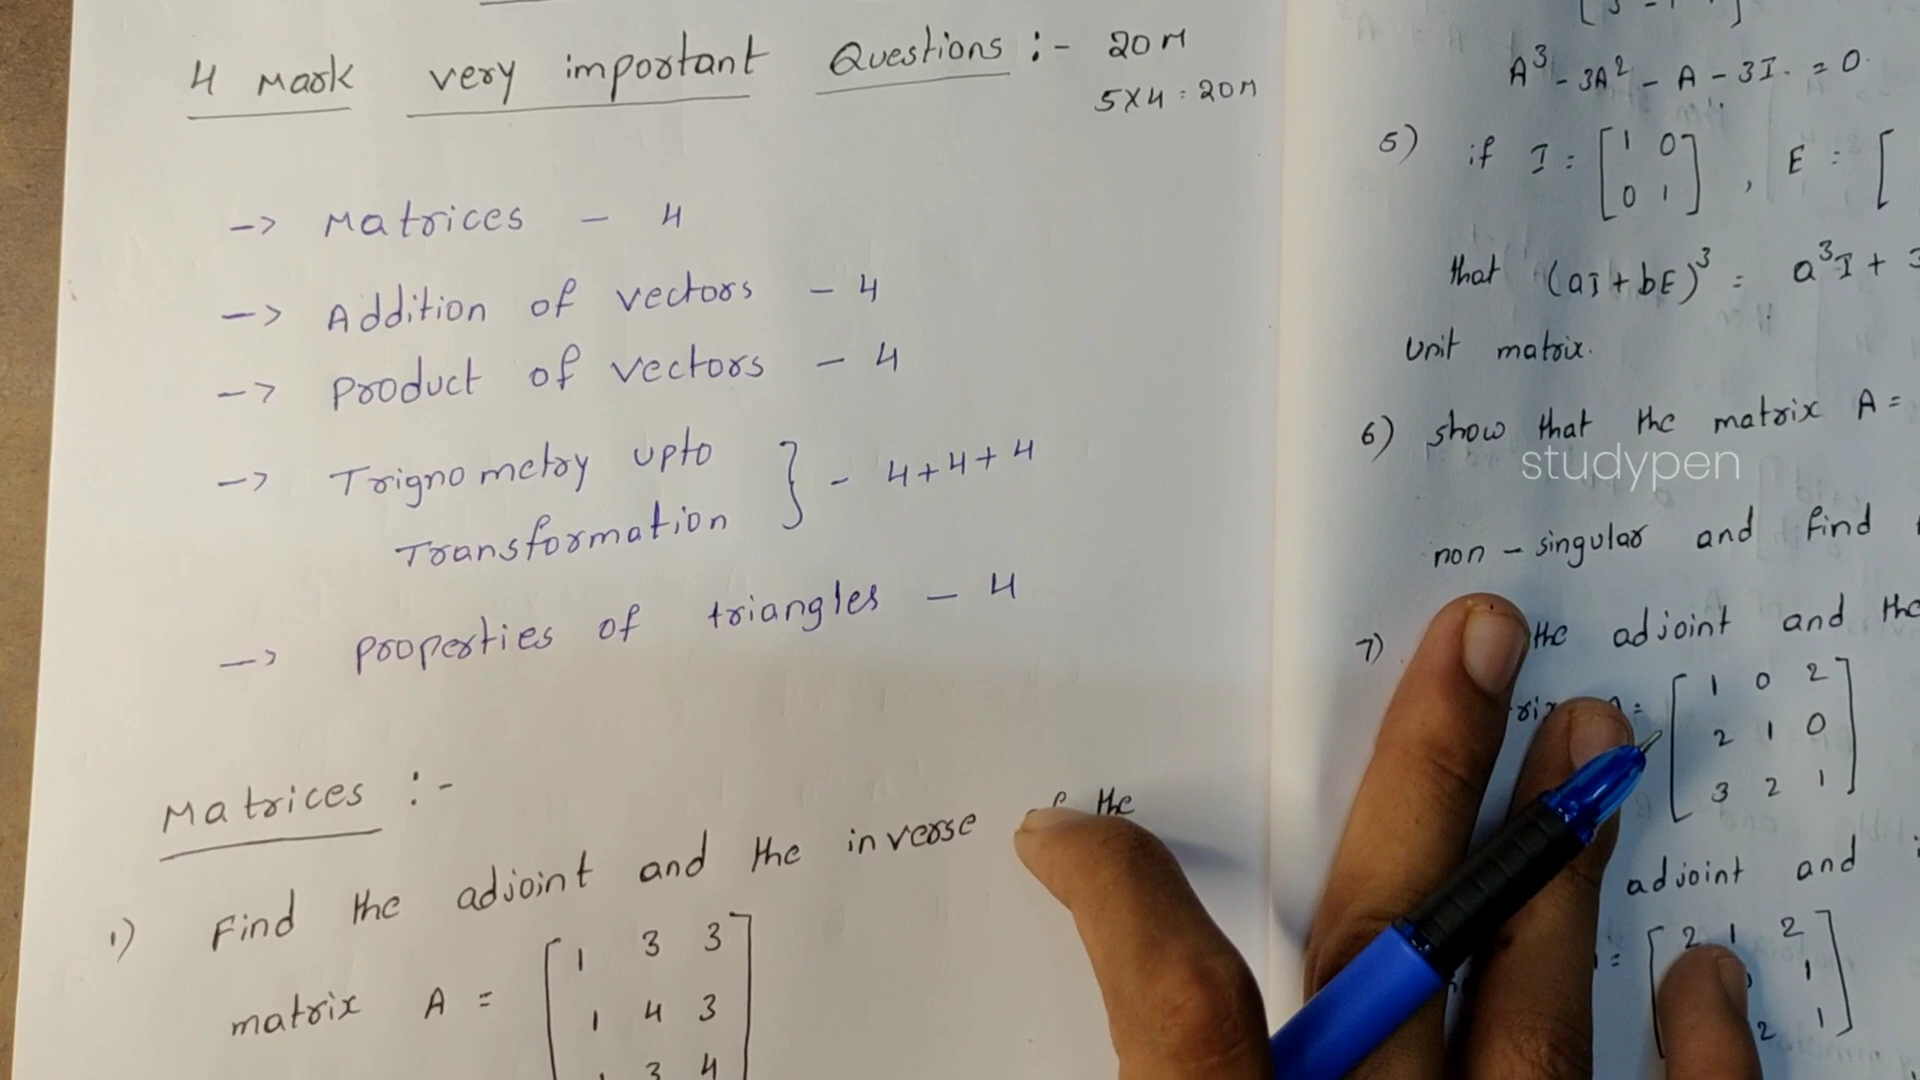 4 Mark very important Questions :- 20M
5x4 = 20M
-> Matrices - 4
-> Addition of vectors - 4
-> Product of vectors - 4
-> Trignometry upto
Transformation } - 4+4+4
-> properties of triangles - 4
Matrices :-
1) Find the adjoint and the inverse of the
matrix A = [1 3 3
1 4 3
3 4
A³ - 3A² - A - 3I = 0
5) if I = [1 0
0 1], E = [
that (aI+bE)³ = a³I +
Unit matrix.
6) show that the matrix A =
studypen
non-singular and find
7) the adjoint and the
A = [1 0 2
2 1 0
3 2 1]
adjoint and
= [2 1 2
1
2 1]